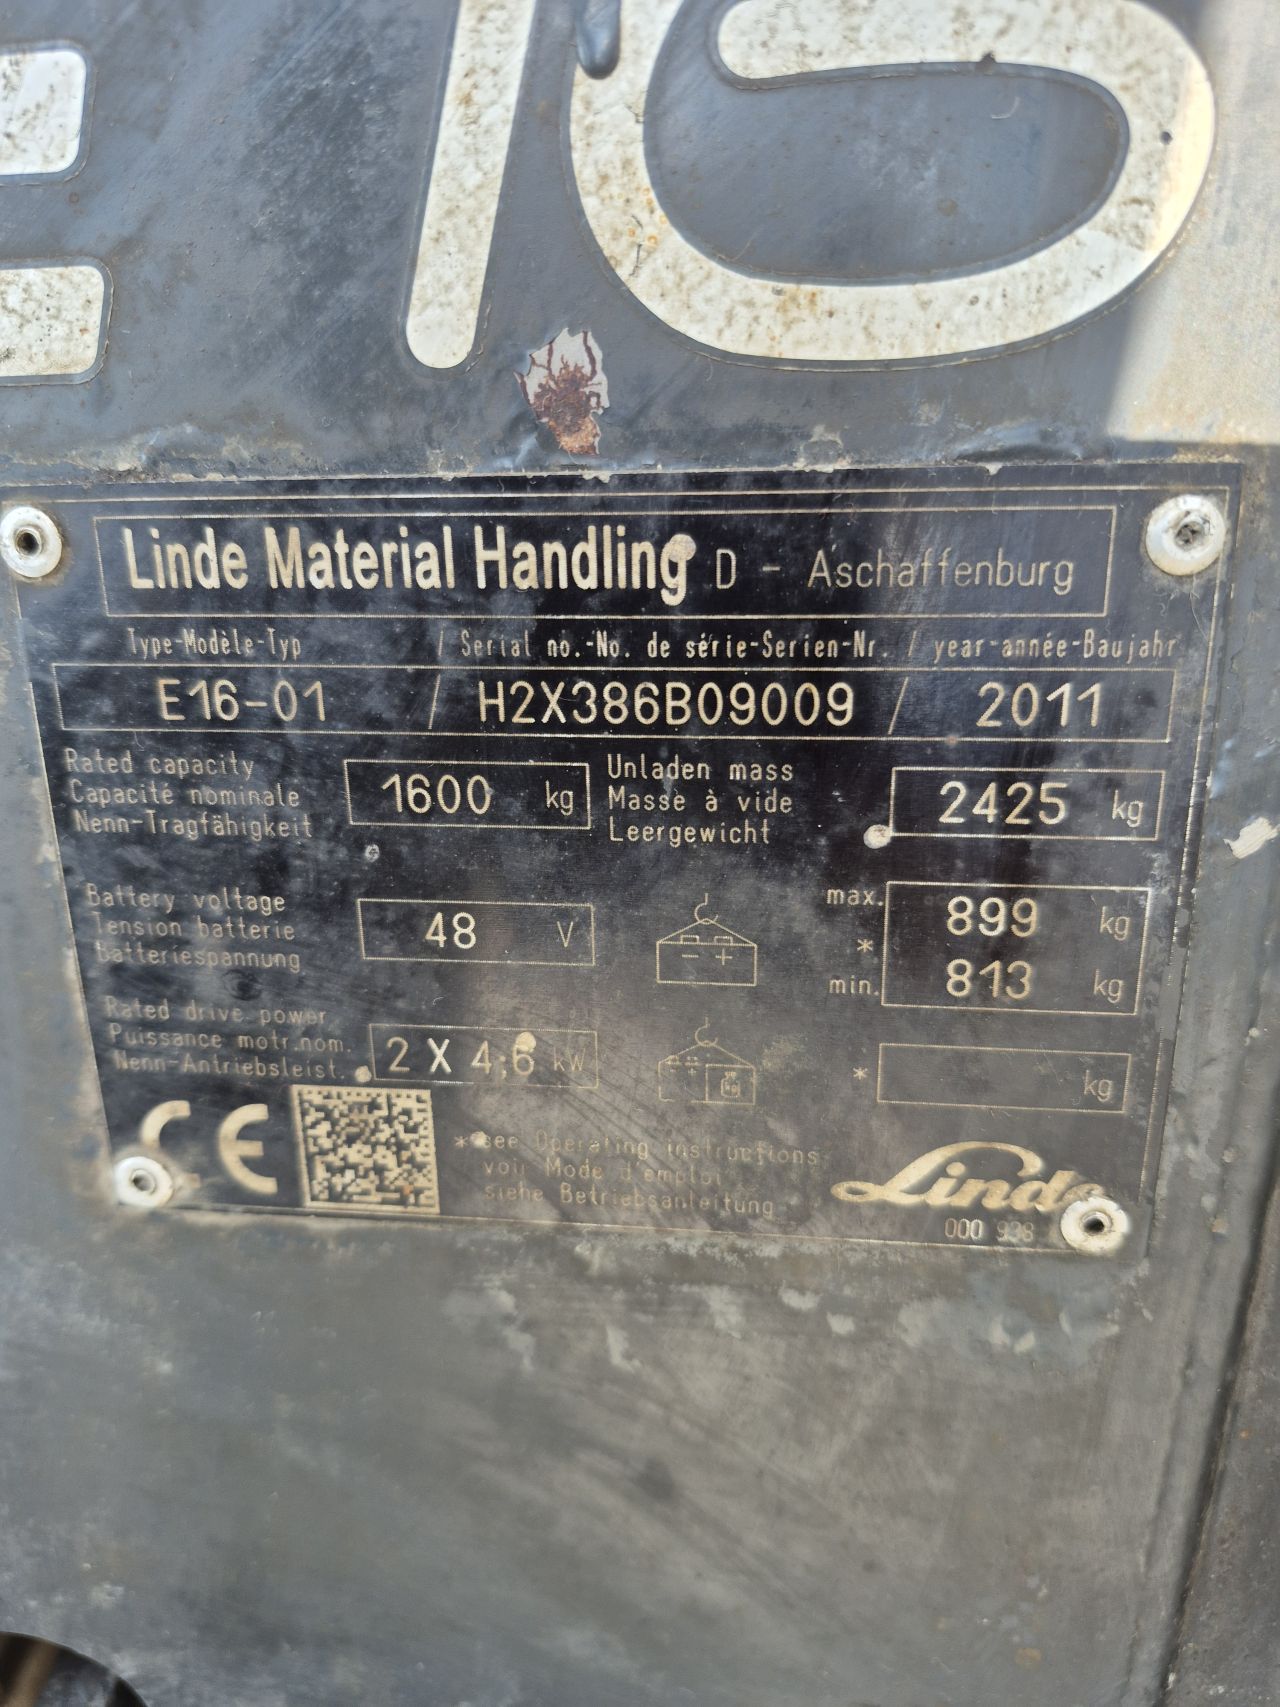 E 16
Linde Material Handling D - Aschaffenburg
Type-Modèle-Typ / Serial no.-No. de série-Serien-Nr. / year-année-Baujahr
E16-01 / H2X386B09009 / 2011
Rated capacity
Capacité nominale
Nenn-Tragfähigkeit
1600 kg
Unladen mass
Masse à vide
Leergewicht
2425 kg
Battery voltage
Tension batterie
Batteriespannung
48 V
- +
max.
*
min.
899 kg
813 kg
Rated drive power
Puissance motr.nom.
Nenn-Antriebsleist.
2 X 4,6 kW
* kg
CE
* see Operating instructions
voir Mode d'emploi
siehe Betriebsanleitung
Linde
000 938